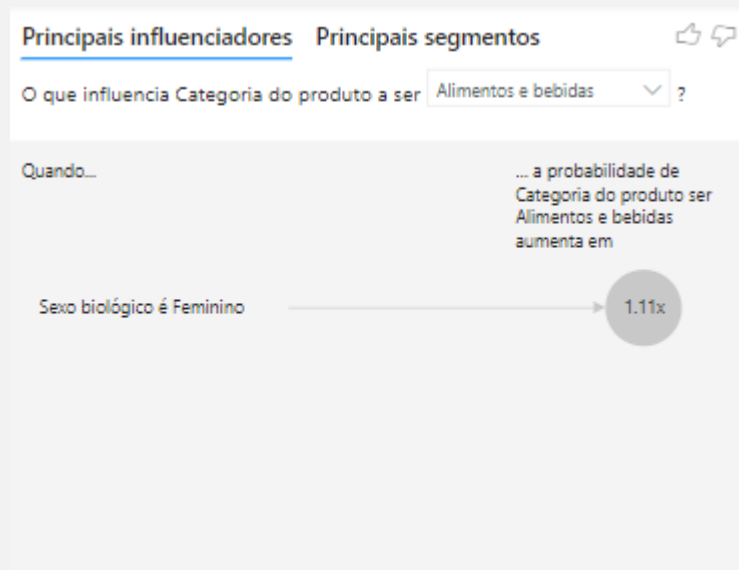 Principais influenciadores Principais segmentos
O que influencia Categoria do produto a ser Alimentos e bebidas ?
Quando...
... a probabilidade de
Categoria do produto ser
Alimentos e bebidas
aumenta em
Sexo biológico é Feminino
1.11x